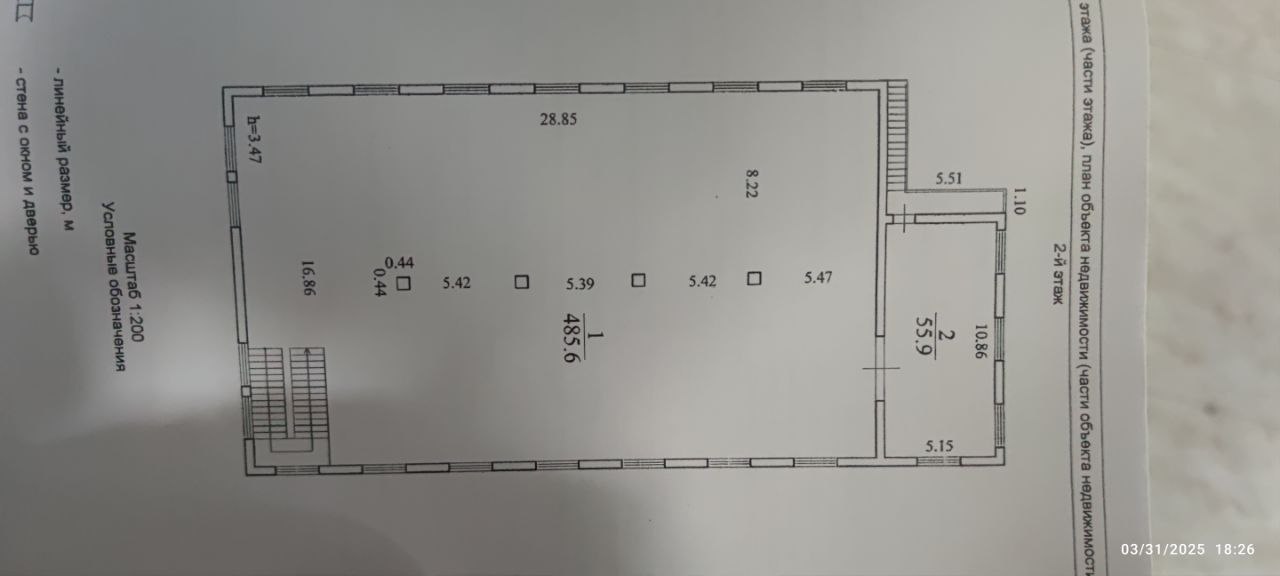 этажа (части этажа), план объекта недвижимости (части объекта недвижимости
2-й этаж
1.10
5.51
10.86
2
55.9
5.15
28.85
8.22
h=3.47
16.86
0.44
0.44
5.42
5.39
5.42
5.47
1
485.6
Масштаб 1:200
Условные обозначения
- линейный размер, м
- стена с окном и дверью
03/31/2025 18:26